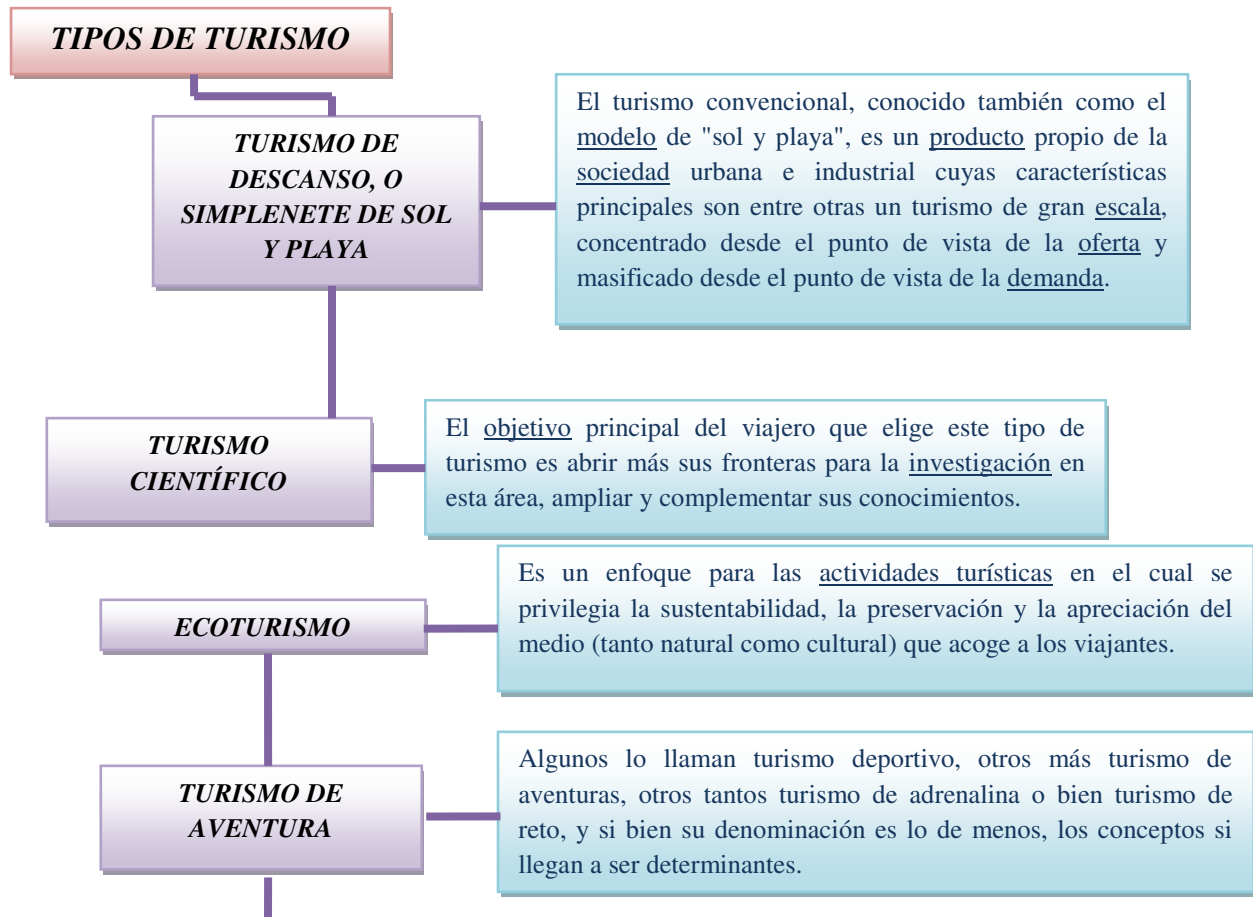 TIPOS DE TURISMO
TURISMO DE
DESCANSO, O
SIMPLENETE DE SOL
Y PLAYA
El turismo convencional, conocido también como el
modelo de "sol y playa", es un producto propio de la
sociedad urbana e industrial cuyas características
principales son entre otras un turismo de gran escala,
concentrado desde el punto de vista de la oferta y
masificado desde el punto de vista de la demanda.
TURISMO
CIENTÍFICO
El objetivo principal del viajero que elige este tipo de
turismo es abrir más sus fronteras para la investigación en
esta área, ampliar y complementar sus conocimientos.
ECOTURISMO
Es un enfoque para las actividades turísticas en el cual se
privilegia la sustentabilidad, la preservación y la apreciación del
medio (tanto natural como cultural) que acoge a los viajantes.
TURISMO DE
AVENTURA
Algunos lo llaman turismo deportivo, otros más turismo de
aventuras, otros tantos turismo de adrenalina o bien turismo de
reto, y si bien su denominación es lo de menos, los conceptos si
llegan a ser determinantes.